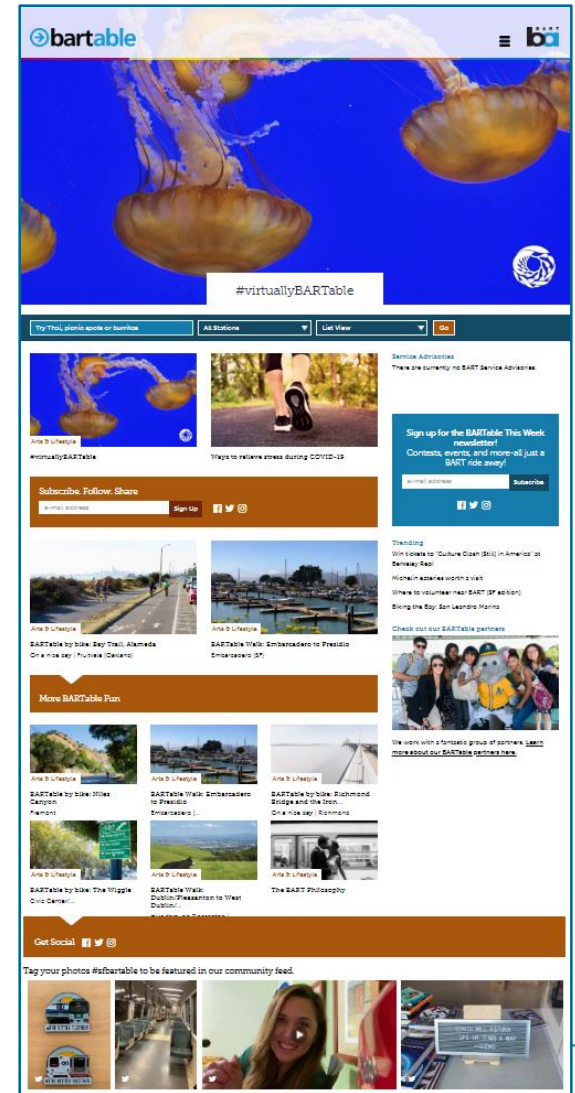 bartable
BART
ba
#virtuallyBARTable
Try Thai, picnic spots or burritos
All Stations
List View
Go
Arts & Lifestyle
#virtuallyBARTable
Ways to relieve stress during COVID-19
Service Advisories
There are currently no BART Service Advisories.
Subscribe. Follow. Share
e-mail address
Sign Up
Sign up for the BARTable This Week
newsletter!
Contests, events, and more-all just a
BART ride away!
e-mail address
Subscribe
Arts & Lifestyle
BARTable by bike: Bay Trail, Alameda
On a nice day | Fruitvale (Oakland)
Arts & Lifestyle
BARTable Walk: Embarcadero to Presidio
Embarcadero (SF)
Trending
Win tickets to "Culture Clash (Still) in America" at
Berkeley Rep!
Michelin eateries worth a visit
Where to volunteer near BART (SF edition)
Biking the Bay: San Leandro Marina
Check out our BARTable partners
We work with a fantastic group of partners. Learn
more about our BARTable partners here.
More BARTable Fun
Arts & Lifestyle
BARTable by bike: Niles
Canyon
Fremont
Arts & Lifestyle
BARTable Walk: Embarcadero
to Presidio
Embarcadero (...
Arts & Lifestyle
BARTable by bike: Richmond
Bridge and the Iron...
On a nice day | Richmond
Arts & Lifestyle
BARTable by bike: The Wiggle
Civic Center/...
Arts & Lifestyle
BARTable Walk:
Dublin/Pleasanton to West
Dublin/...
The BART Philosophy
Get Social
Tag your photos #sfbartable to be featured in our community feed.